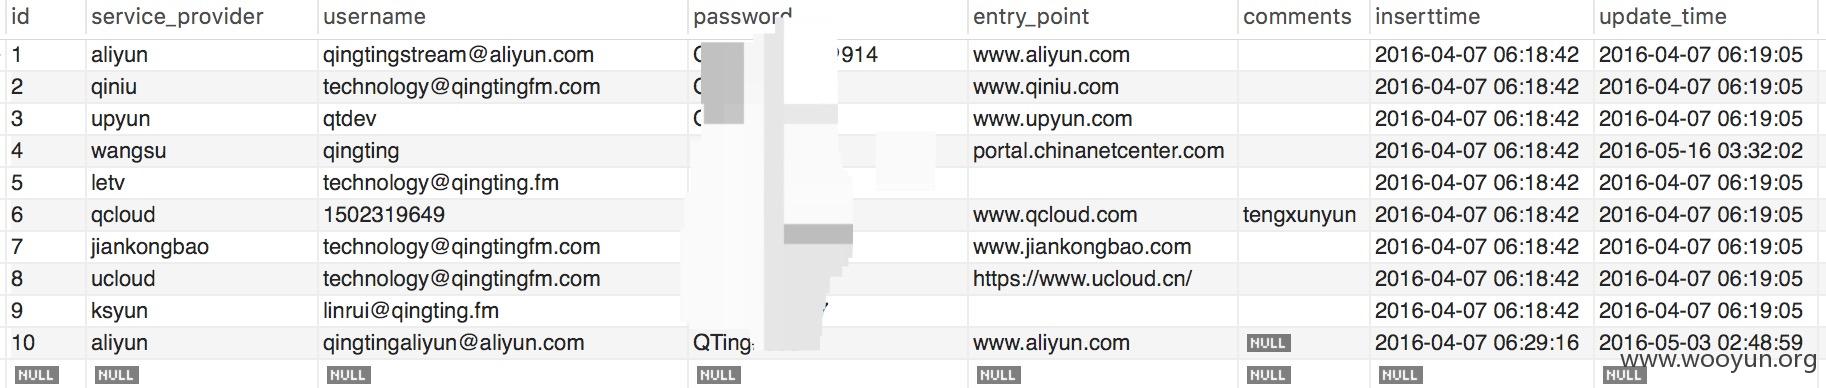 id service_provider username password entry_point comments inserttime update_time
1 aliyun qingtingstream@aliyun.com 914 www.aliyun.com 2016-04-07 06:18:42 2016-04-07 06:19:05
2 qiniu technology@qingtingfm.com www.qiniu.com 2016-04-07 06:18:42 2016-04-07 06:19:05
3 upyun qtdev www.upyun.com 2016-04-07 06:18:42 2016-04-07 06:19:05
4 wangsu qingting portal.chinanetcenter.com 2016-04-07 06:18:42 2016-05-16 03:32:02
5 letv technology@qingting.fm 2016-04-07 06:18:42 2016-04-07 06:19:05
6 qcloud 1502319649 www.qcloud.com tengxunyun 2016-04-07 06:18:42 2016-04-07 06:19:05
7 jiankongbao technology@qingtingfm.com www.jiankongbao.com 2016-04-07 06:18:42 2016-04-07 06:19:05
8 ucloud technology@qingtingfm.com https://www.ucloud.cn/ 2016-04-07 06:18:42 2016-04-07 06:19:05
9 ksyun linrui@qingting.fm 2016-04-07 06:18:42 2016-04-07 06:19:05
10 aliyun qingtingaliyun@aliyun.com QTing www.aliyun.com NULL 2016-04-07 06:29:16 2016-05-03 02:48:59
NULL NULL NULL NULL NULL NULL NULL NULL
www.wooyun.org